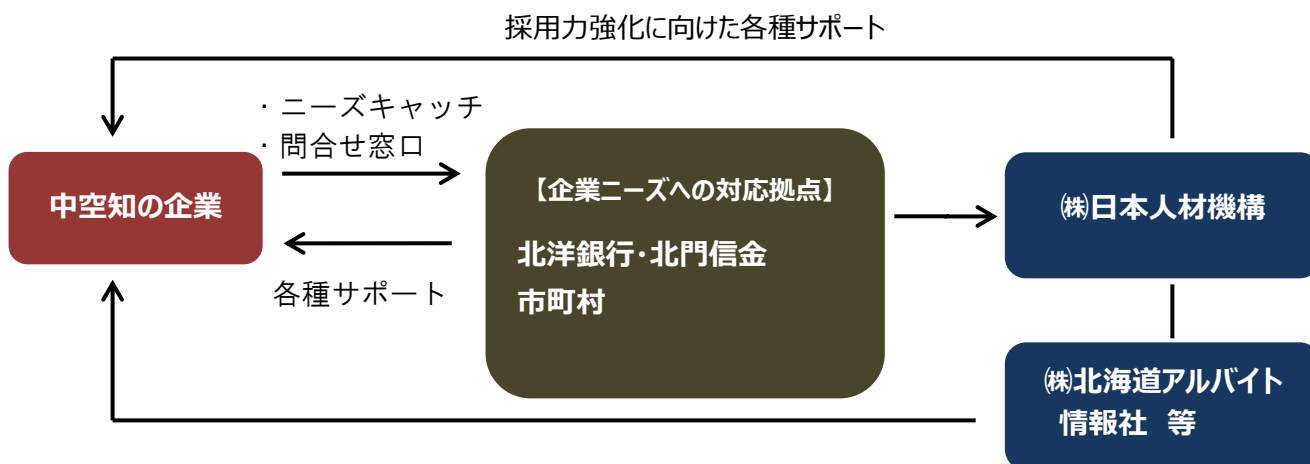 採用力強化に向けた各種サポート
・ニーズキャッチ
・問合せ窓口
中空知の企業
各種サポート
【企業ニーズへの対応拠点】
北洋銀行・北門信金
市町村
㈱日本人材機構
㈱北海道アルバイト
情報社 等